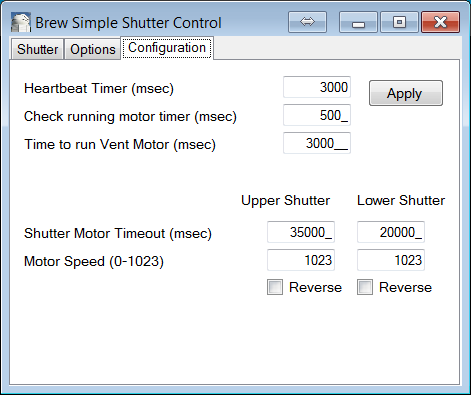 Brew Simple Shutter Control
Shutter Options Configuration
Heartbeat Timer (msec) 3000 Apply
Check running motor timer (msec) 500_
Time to run Vent Motor (msec) 3000__
Upper Shutter Lower Shutter
Shutter Motor Timeout (msec) 35000_ 20000_
Motor Speed (0-1023) 1023 1023
Reverse Reverse